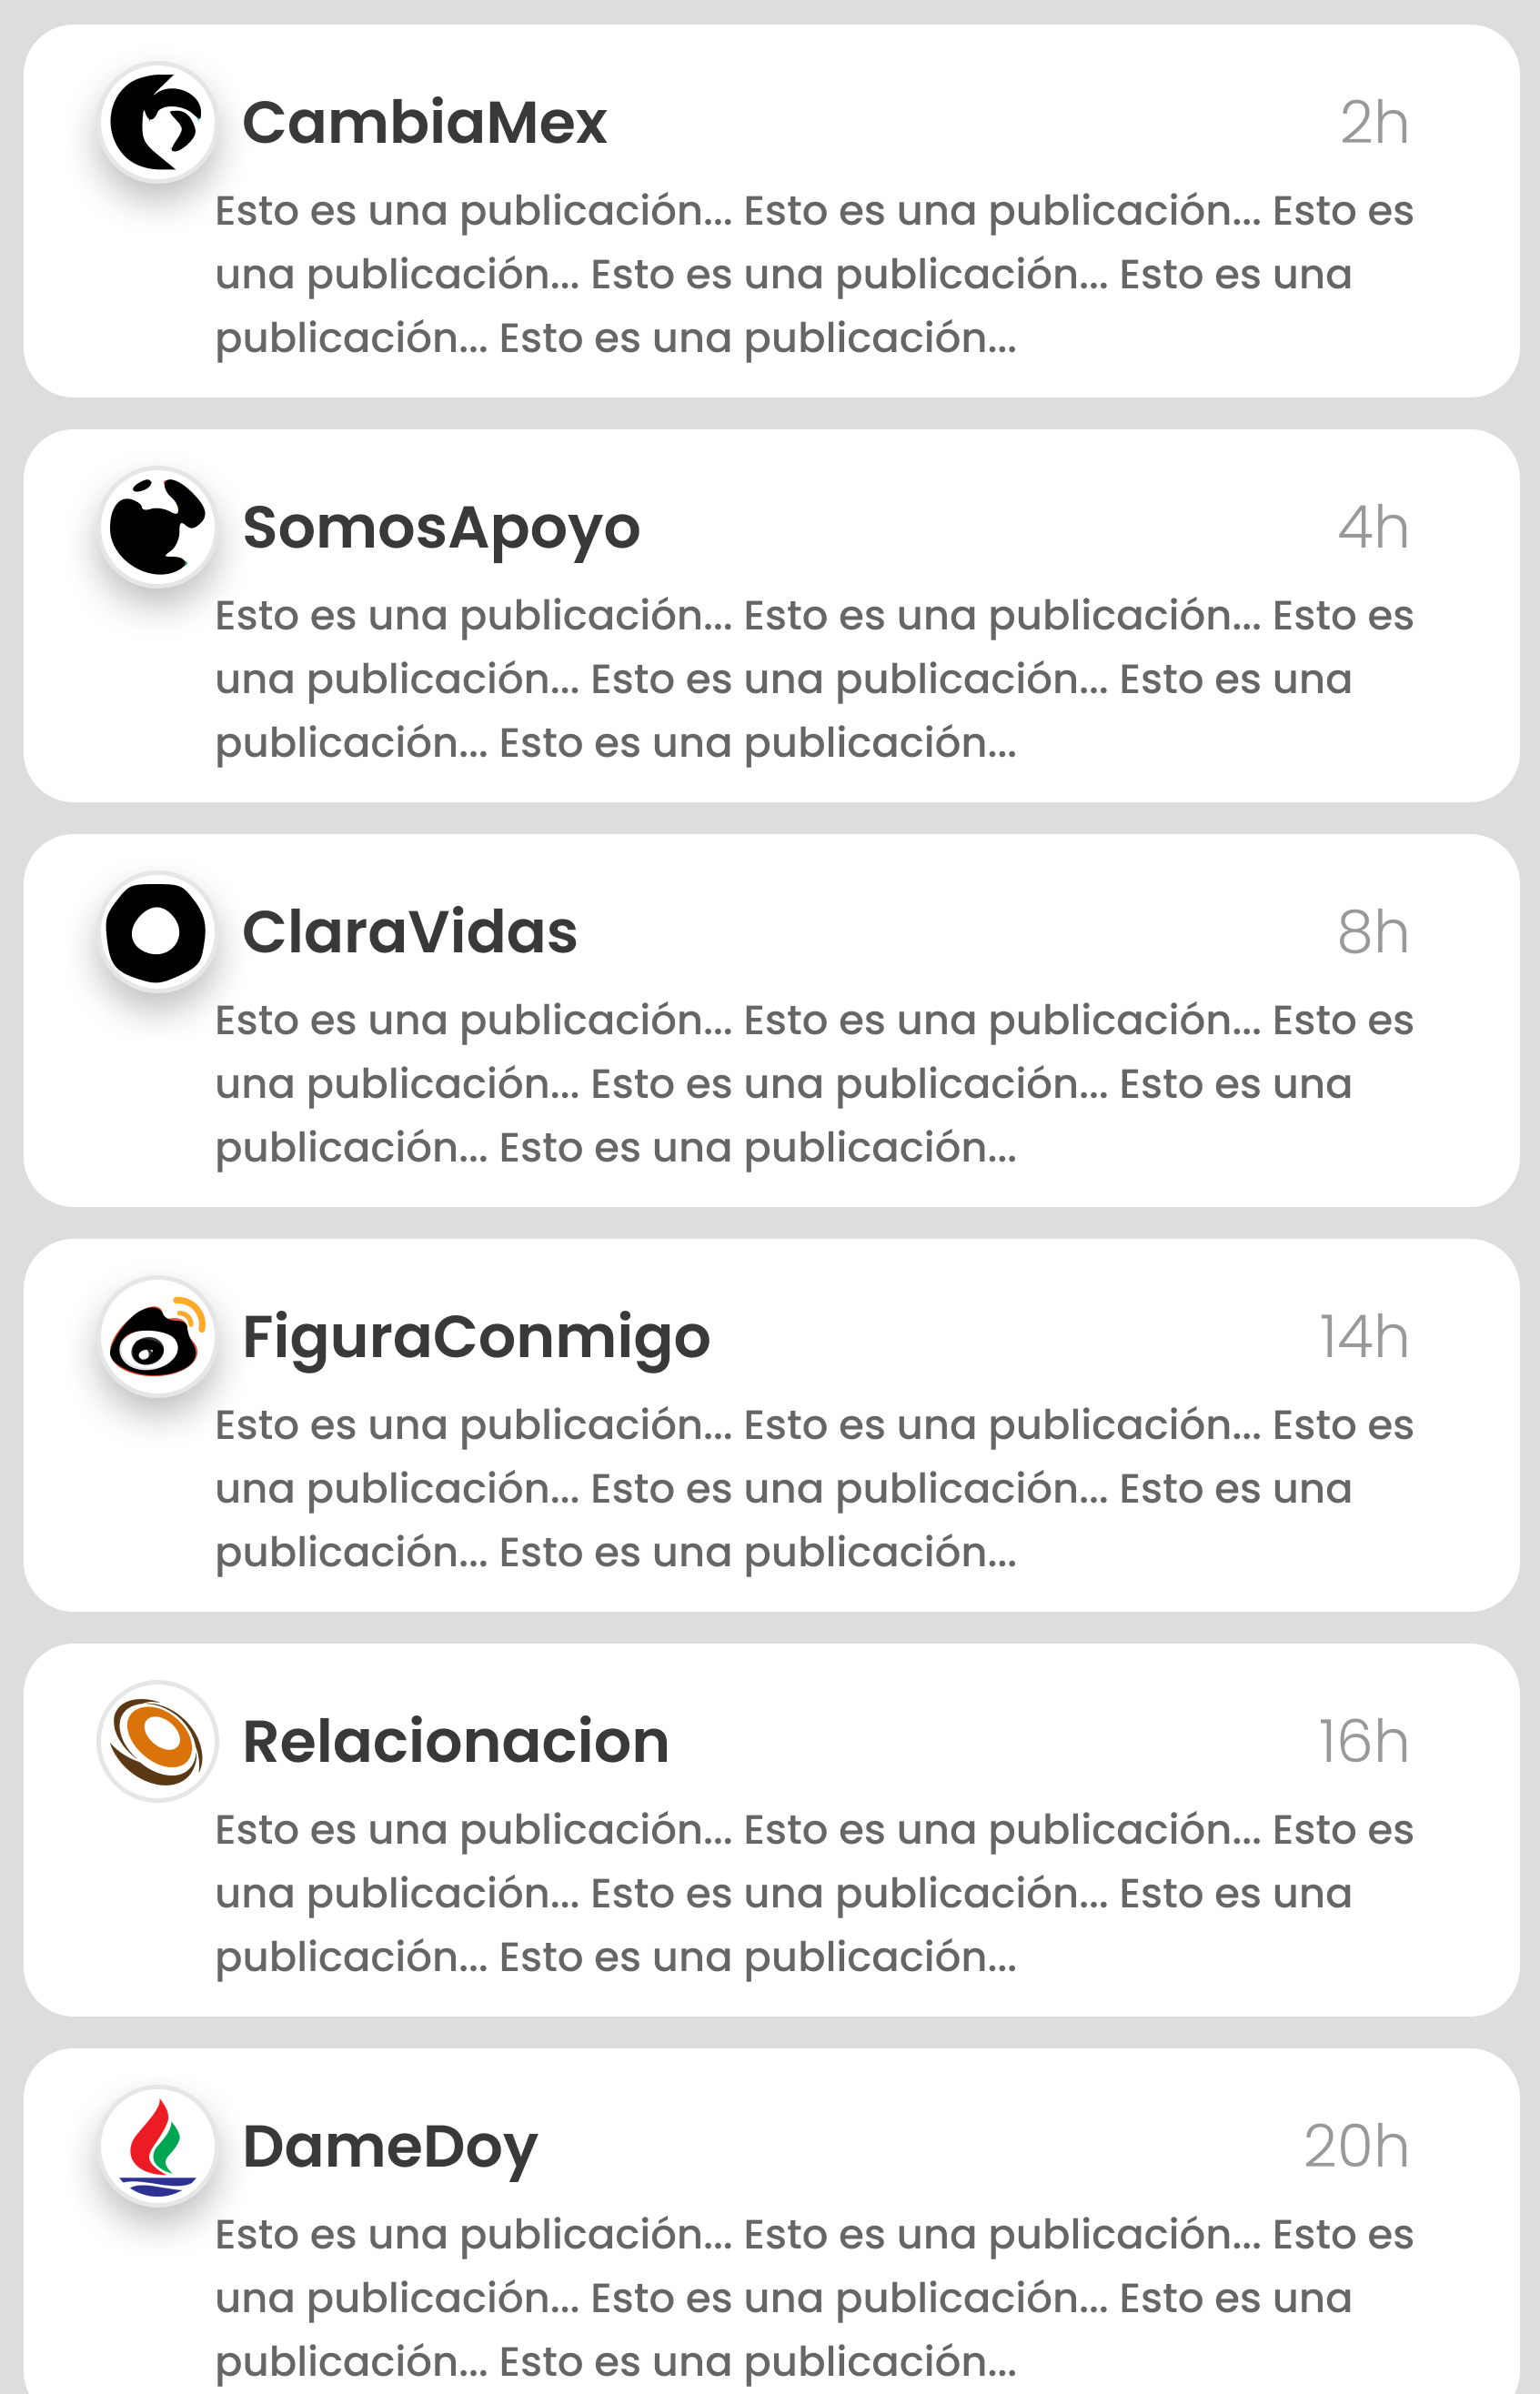 CambiaMex 2h
Esto es una publicación... Esto es una publicación... Esto es
una publicación... Esto es una publicación... Esto es una
publicación... Esto es una publicación...
SomosApoyo 4h
Esto es una publicación... Esto es una publicación... Esto es
una publicación... Esto es una publicación... Esto es una
publicación... Esto es una publicación...
ClaraVidas 8h
Esto es una publicación... Esto es una publicación... Esto es
una publicación... Esto es una publicación... Esto es una
publicación... Esto es una publicación...
FiguraConmigo 14h
Esto es una publicación... Esto es una publicación... Esto es
una publicación... Esto es una publicación... Esto es una
publicación... Esto es una publicación...
Relacionacion 16h
Esto es una publicación... Esto es una publicación... Esto es
una publicación... Esto es una publicación... Esto es una
publicación... Esto es una publicación...
DameDoy 20h
Esto es una publicación... Esto es una publicación... Esto es
una publicación... Esto es una publicación... Esto es una
publicación... Esto es una publicación...